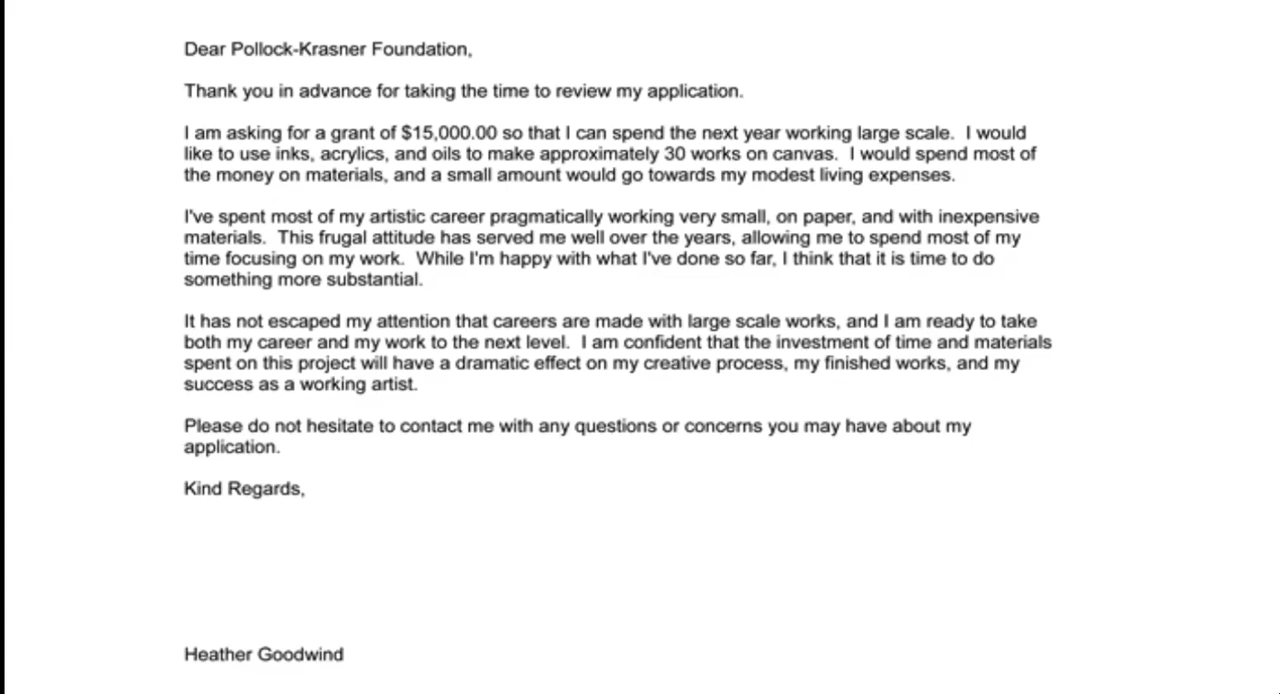 Dear Pollock-Krasner Foundation,
Thank you in advance for taking the time to review my application.
I am asking for a grant of $15,000.00 so that I can spend the next year working large scale.  I would
like to use inks, acrylics, and oils to make approximately 30 works on canvas.  I would spend most of
the money on materials, and a small amount would go towards my modest living expenses.
I've spent most of my artistic career pragmatically working very small, on paper, and with inexpensive
materials.  This frugal attitude has served me well over the years, allowing me to spend most of my
time focusing on my work.  While I'm happy with what I've done so far, I think that it is time to do
something more substantial.
It has not escaped my attention that careers are made with large scale works, and I am ready to take
both my career and my work to the next level.  I am confident that the investment of time and materials
spent on this project will have a dramatic effect on my creative process, my finished works, and my
success as a working artist.
Please do not hesitate to contact me with any questions or concerns you may have about my
application.
Kind Regards,
Heather Goodwind